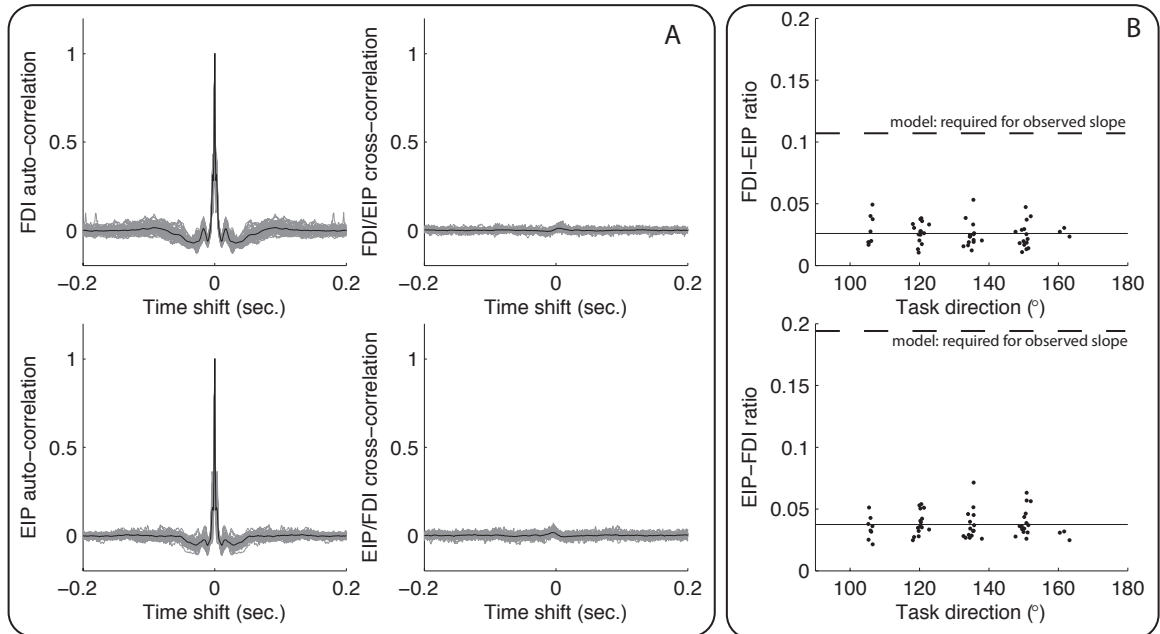 A
FDI auto−correlation
1
0.5
0
−0.2
0
0.2
Time shift (sec.)
FDI/EIP cross−correlation
1
0.5
0
−0.2
0
0.2
Time shift (sec.)
EIP auto−correlation
1
0.5
0
−0.2
0
0.2
Time shift (sec.)
EIP/FDI cross−correlation
1
0.5
0
−0.2
0
0.2
Time shift (sec.)
B
FDI−EIP ratio
0.2
0.15
0.1
0.05
0
model: required for observed slope
100
120
140
160
180
Task direction (°)
EIP−FDI ratio
0.2
0.15
0.1
0.05
0
model: required for observed slope
100
120
140
160
180
Task direction (°)